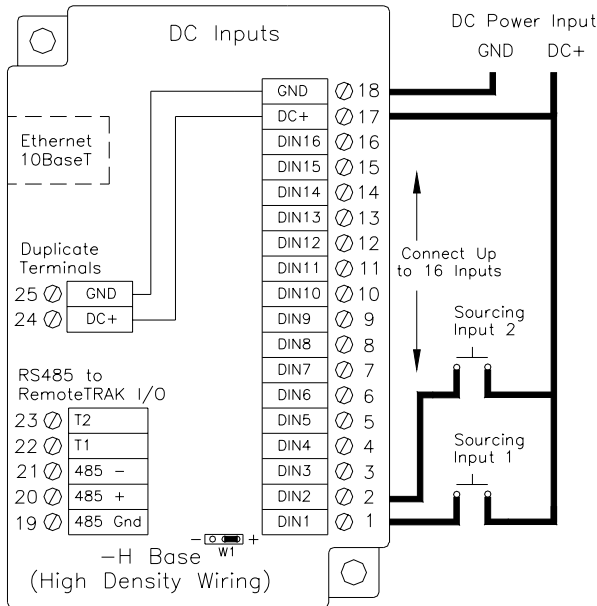 DC Inputs
DC Power Input
GND DC+
GND 18
DC+ 17
DIN16 16
DIN15 15
DIN14 14
DIN13 13
DIN12 12
DIN11 11
DIN10 10
DIN9 9
DIN8 8
DIN7 7
DIN6 6
DIN5 5
DIN4 4
DIN3 3
DIN2 2
DIN1 1
Ethernet
10BaseT
Duplicate
Terminals
25 GND
24 DC+
RS485 to
RemoteTRAK I/O
23 T2
22 T1
21 485 -
20 485 +
19 485 Gnd
Connect Up
to 16 Inputs
Sourcing
Input 2
Sourcing
Input 1
- +
W1
-H Base
(High Density Wiring)